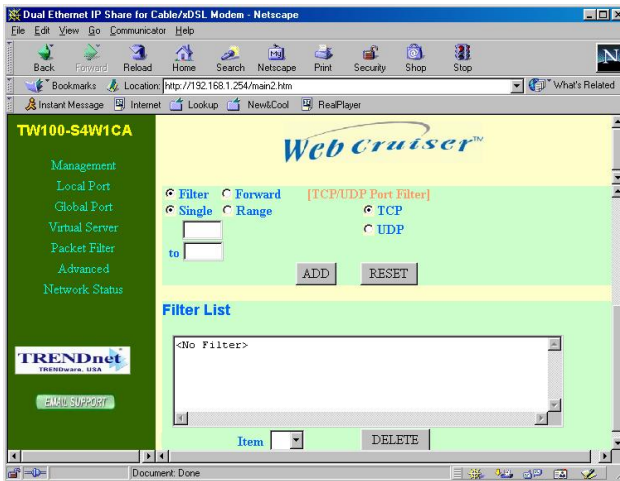 Dual Ethernet IP Share for Cable/xDSL Modem - Netscape
File Edit View Go Communicator Help
Back Forward Reload Home Search Netscape Print Security Shop Stop
N
Bookmarks Location: http://192.168.1.254/main2.htm What's Related
Instant Message Internet Lookup New&Cool RealPlayer
TW100-S4W1CA
Management
Local Port
Global Port
Virtual Server
Packet Filter
Advanced
Network Status
TRENDnet
TRENDware, USA
EMAIL SUPPORT
Web Cruiser™
Filter Forward [TCP/UDP Port Filter]
Single Range TCP
UDP
to
ADD RESET
Filter List
<No Filter>
Item DELETE
Document: Done